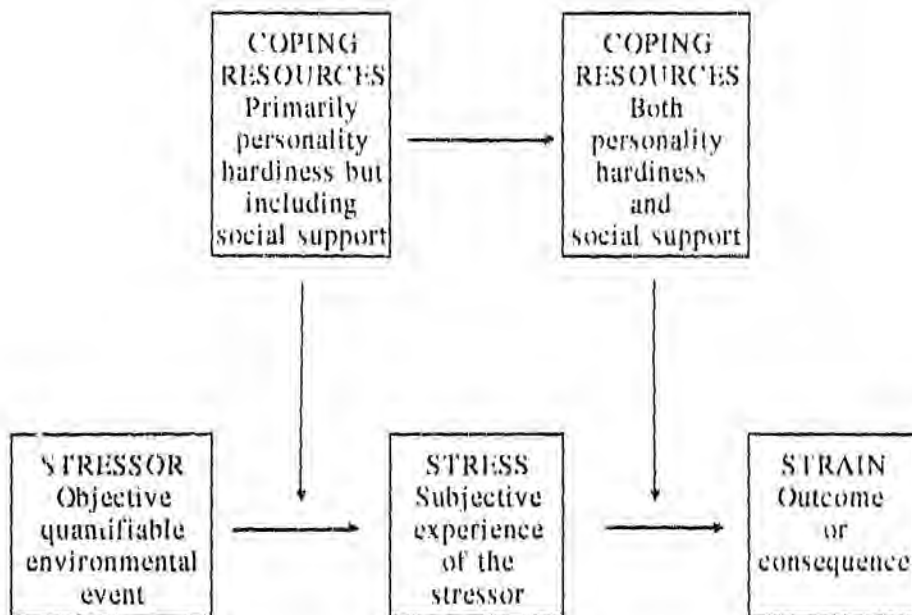 COPING
RESOURCES
Primarily
personality
hardiness but
including
social support
COPING
RESOURCES
Both
personality
hardiness
and
social support
STRESSOR
Objective
quantifiable
environmental
event
STRESS
Subjective
experience
of the
stressor
STRAIN
Outcome
or
consequence